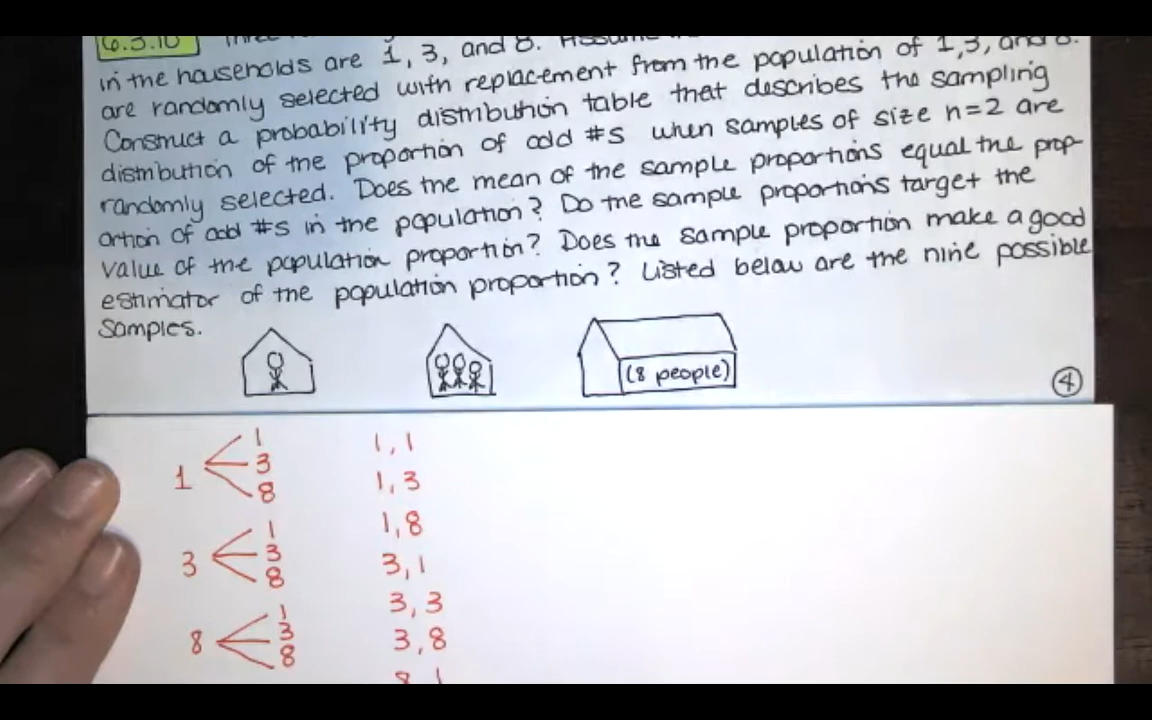 6.3.10
in the households are 1, 3, and 8. Assume
are randomly selected with replacement from the population of 1, 3, and 8.
Construct a probability distribution table that describes the sampling
distribution of the proportion of odd #s when samples of size n=2 are
randomly selected. Does the mean of the sample proportions equal the prop-
ortion of odd #s in the population? Do the sample proportions target the
value of the population proportion? Does the sample proportion make a good
estimator of the population proportion? Listed below are the nine possible
samples.
(8 people)
4
1 1 3 8
3 1 3 8
8 1 3 8
1, 1
1, 3
1, 8
3, 1
3, 3
3, 8
8, 1